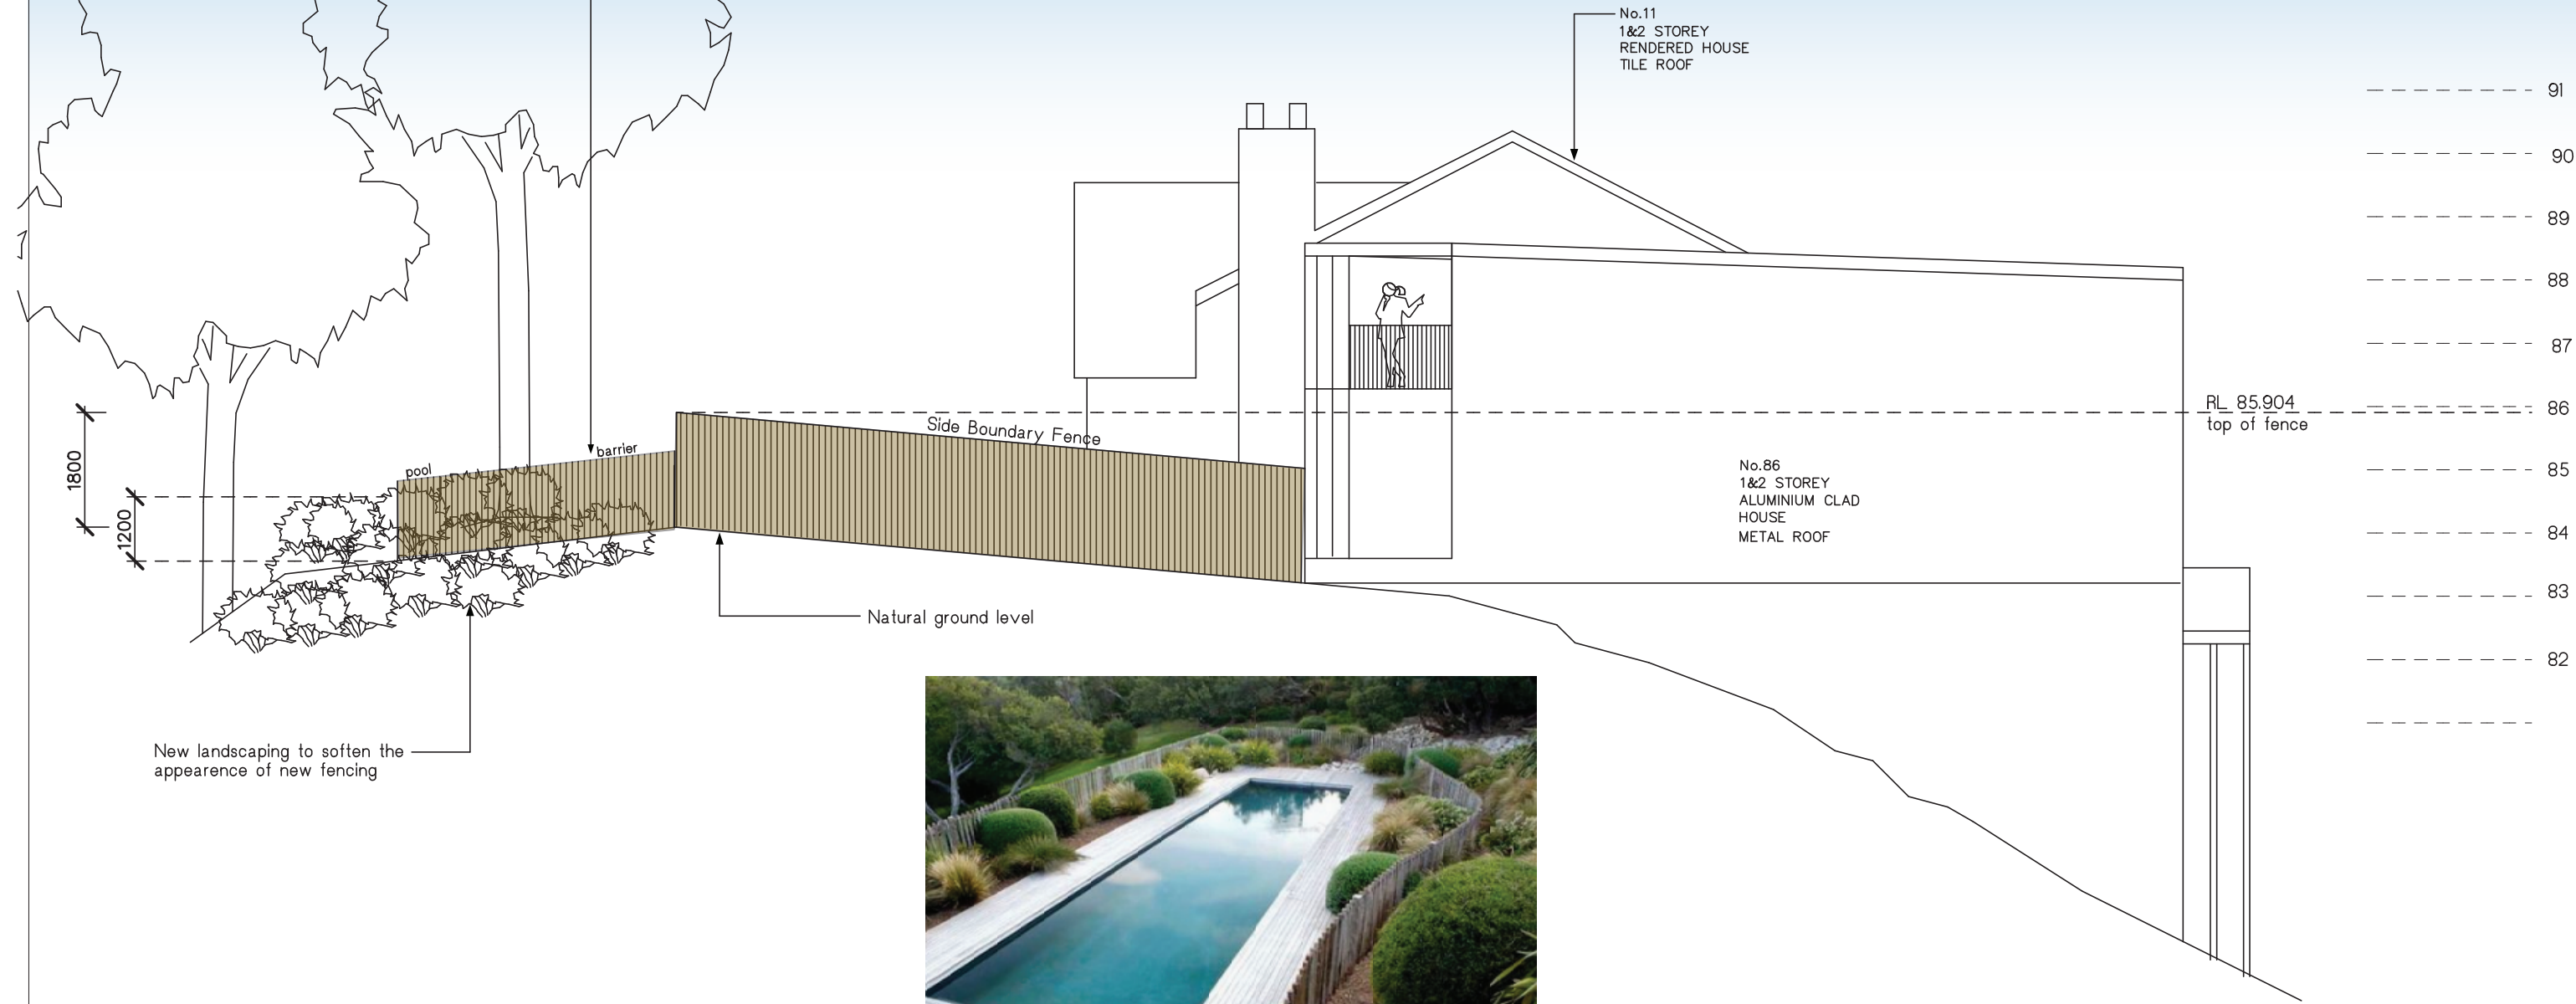 No.11
1&2 STOREY
RENDERED HOUSE
TILE ROOF
91
90
89
88
87
86
RL 85.904
top of fence
Side Boundary Fence
barrier
pool
1800
1200
85
No.86
1&2 STOREY
ALUMINIUM CLAD
HOUSE
METAL ROOF
84
83
Natural ground level
82
New landscaping to soften the
appearence of new fencing